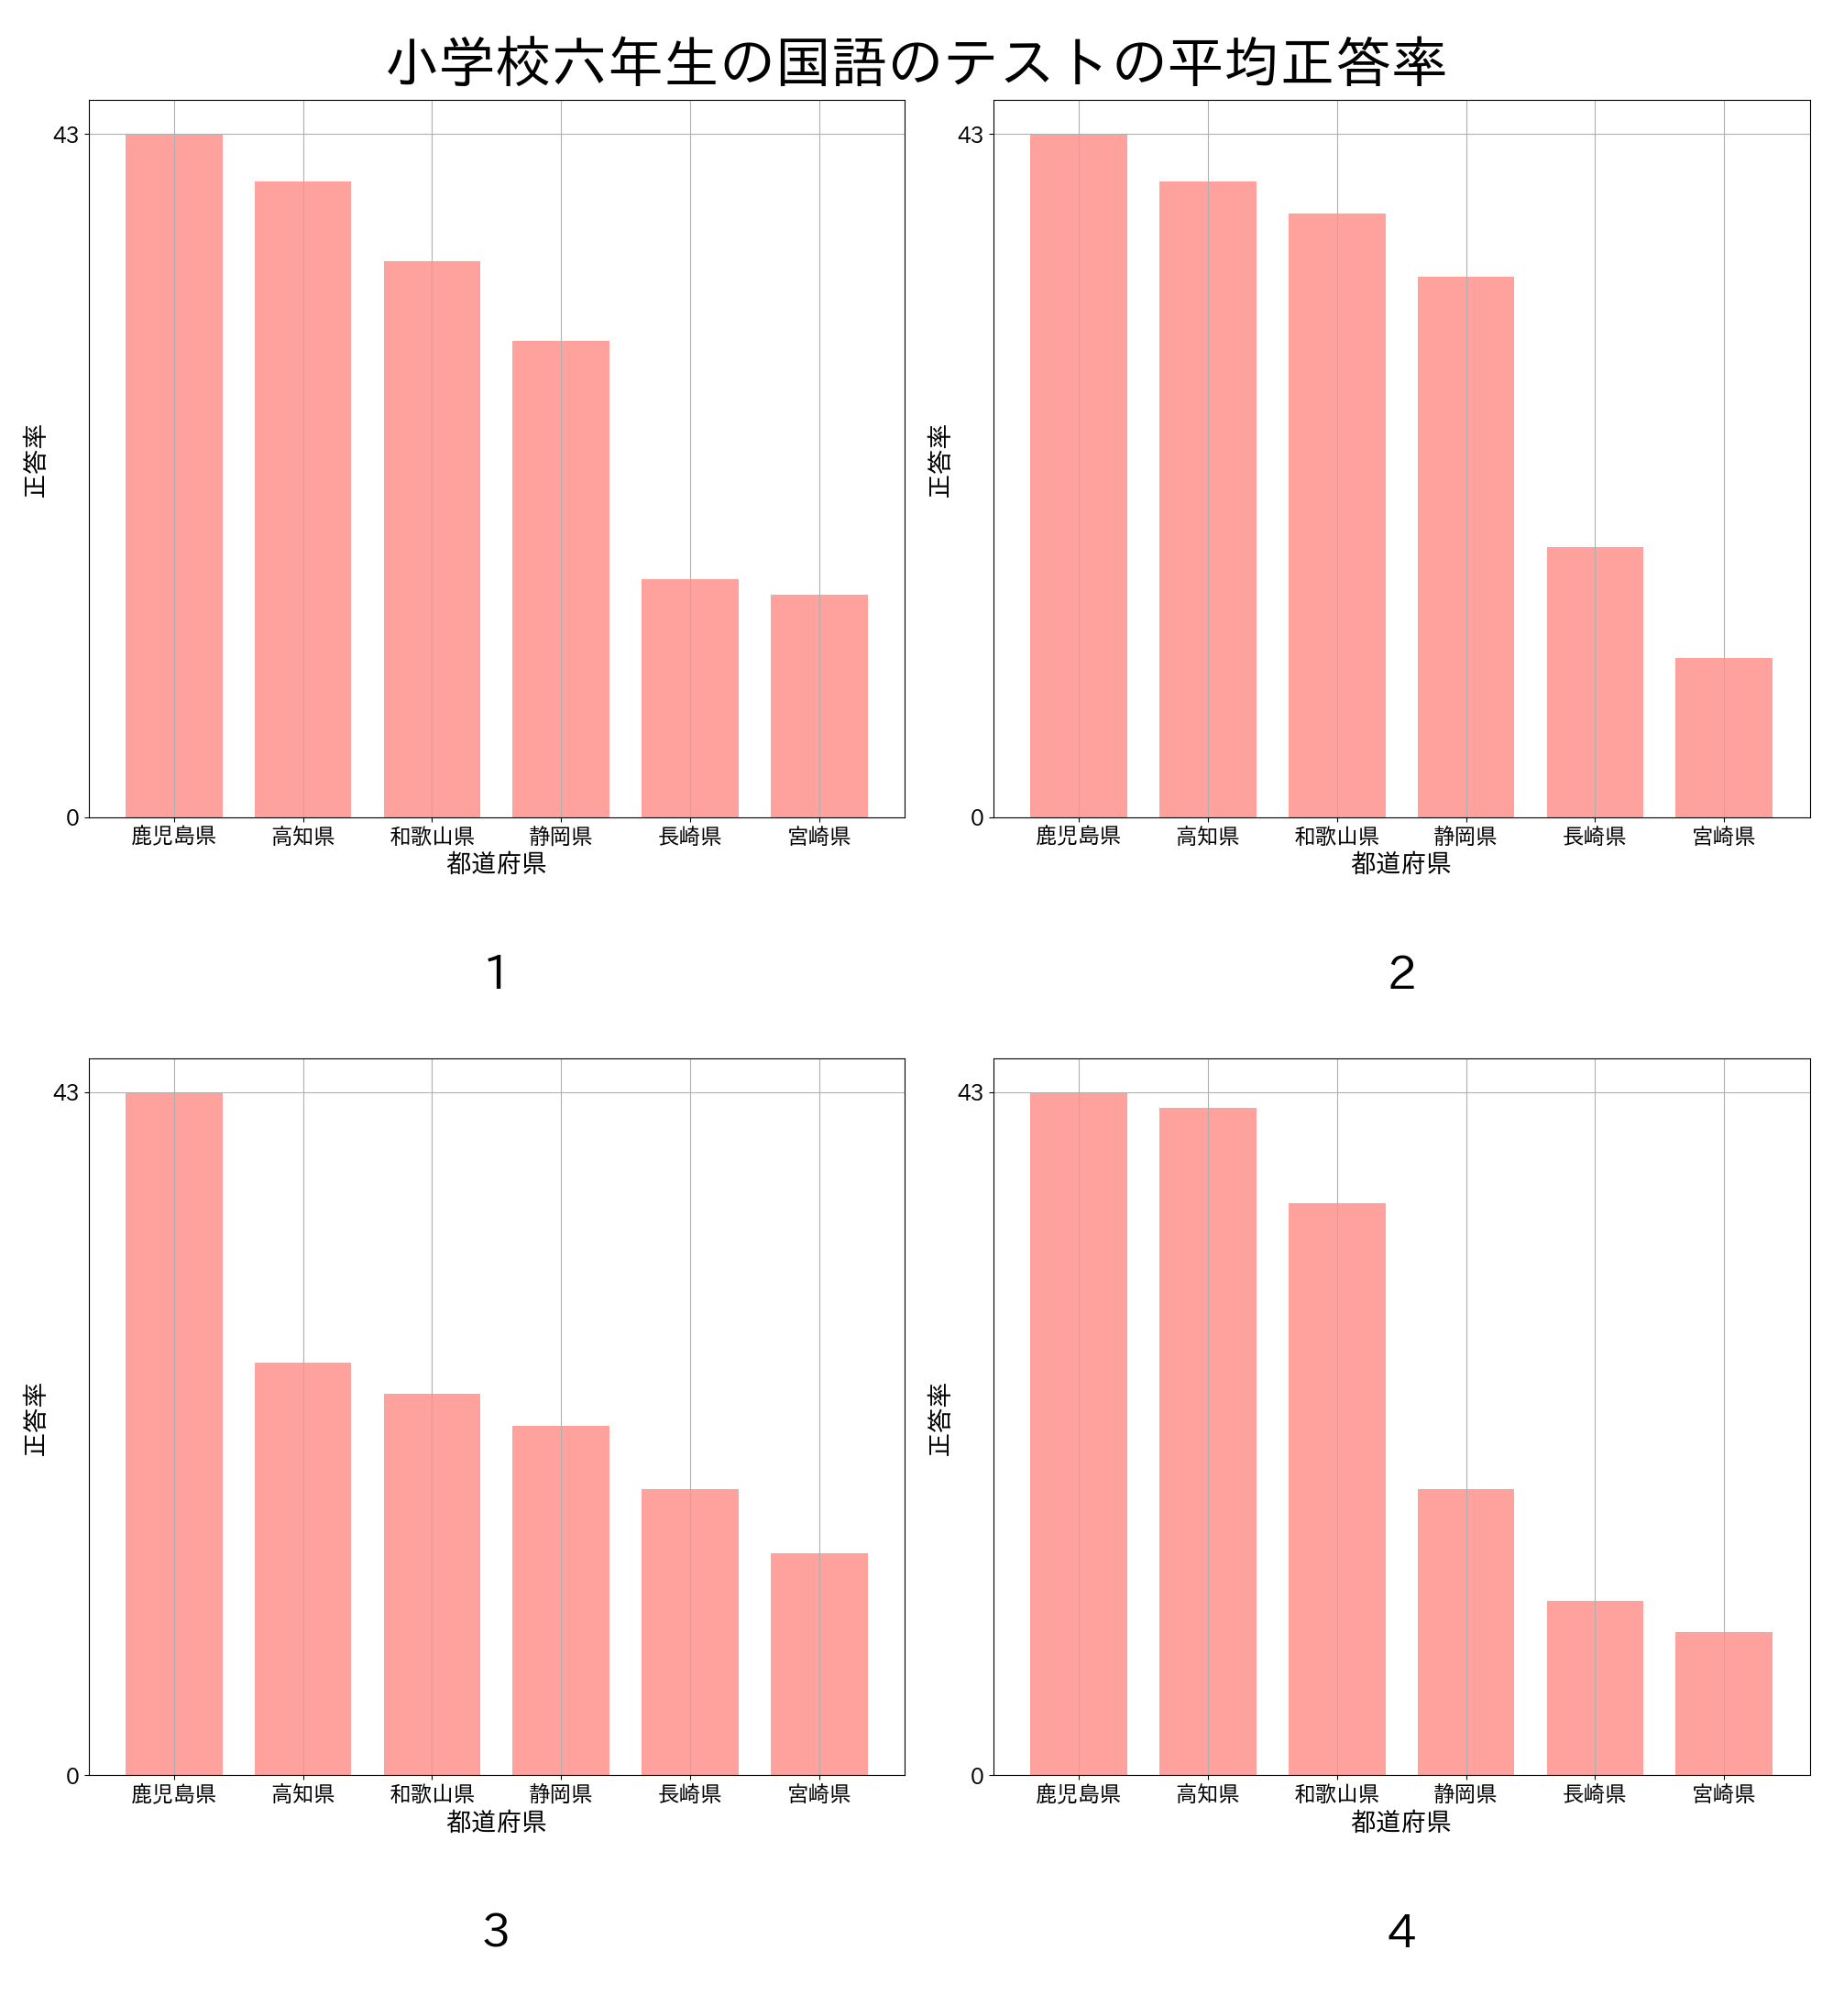 小学校六年生の国語のテストの平均正答率
43
0
正答率
鹿児島県 高知県 和歌山県 静岡県 長崎県 宮崎県
都道府県
1
43
0
正答率
鹿児島県 高知県 和歌山県 静岡県 長崎県 宮崎県
都道府県
2
43
0
正答率
鹿児島県 高知県 和歌山県 静岡県 長崎県 宮崎県
都道府県
3
43
0
正答率
鹿児島県 高知県 和歌山県 静岡県 長崎県 宮崎県
都道府県
4